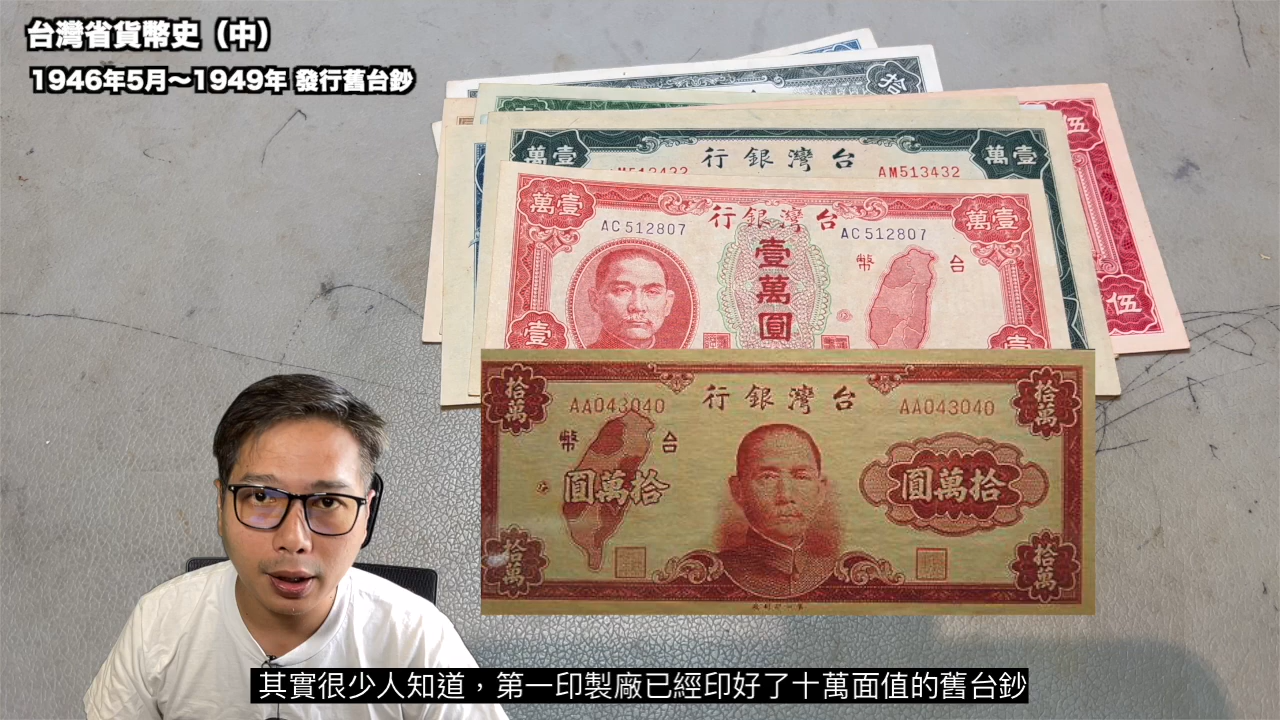 台灣省貨幣史（中）
1946年5月～1949年 發行舊台鈔
拾
伍
萬壹
行銀灣台
萬壹
AM513432
AM513432
萬壹
行銀灣台
萬壹
AC512807
AC512807
壹萬圓
幣 台
壹
壹
伍
拾萬
行銀灣台
拾萬
AA043040
AA043040
幣 台
圓萬拾
圓萬拾
拾萬
拾萬
其實很少人知道，第一印製廠已經印好了十萬面值的舊台鈔